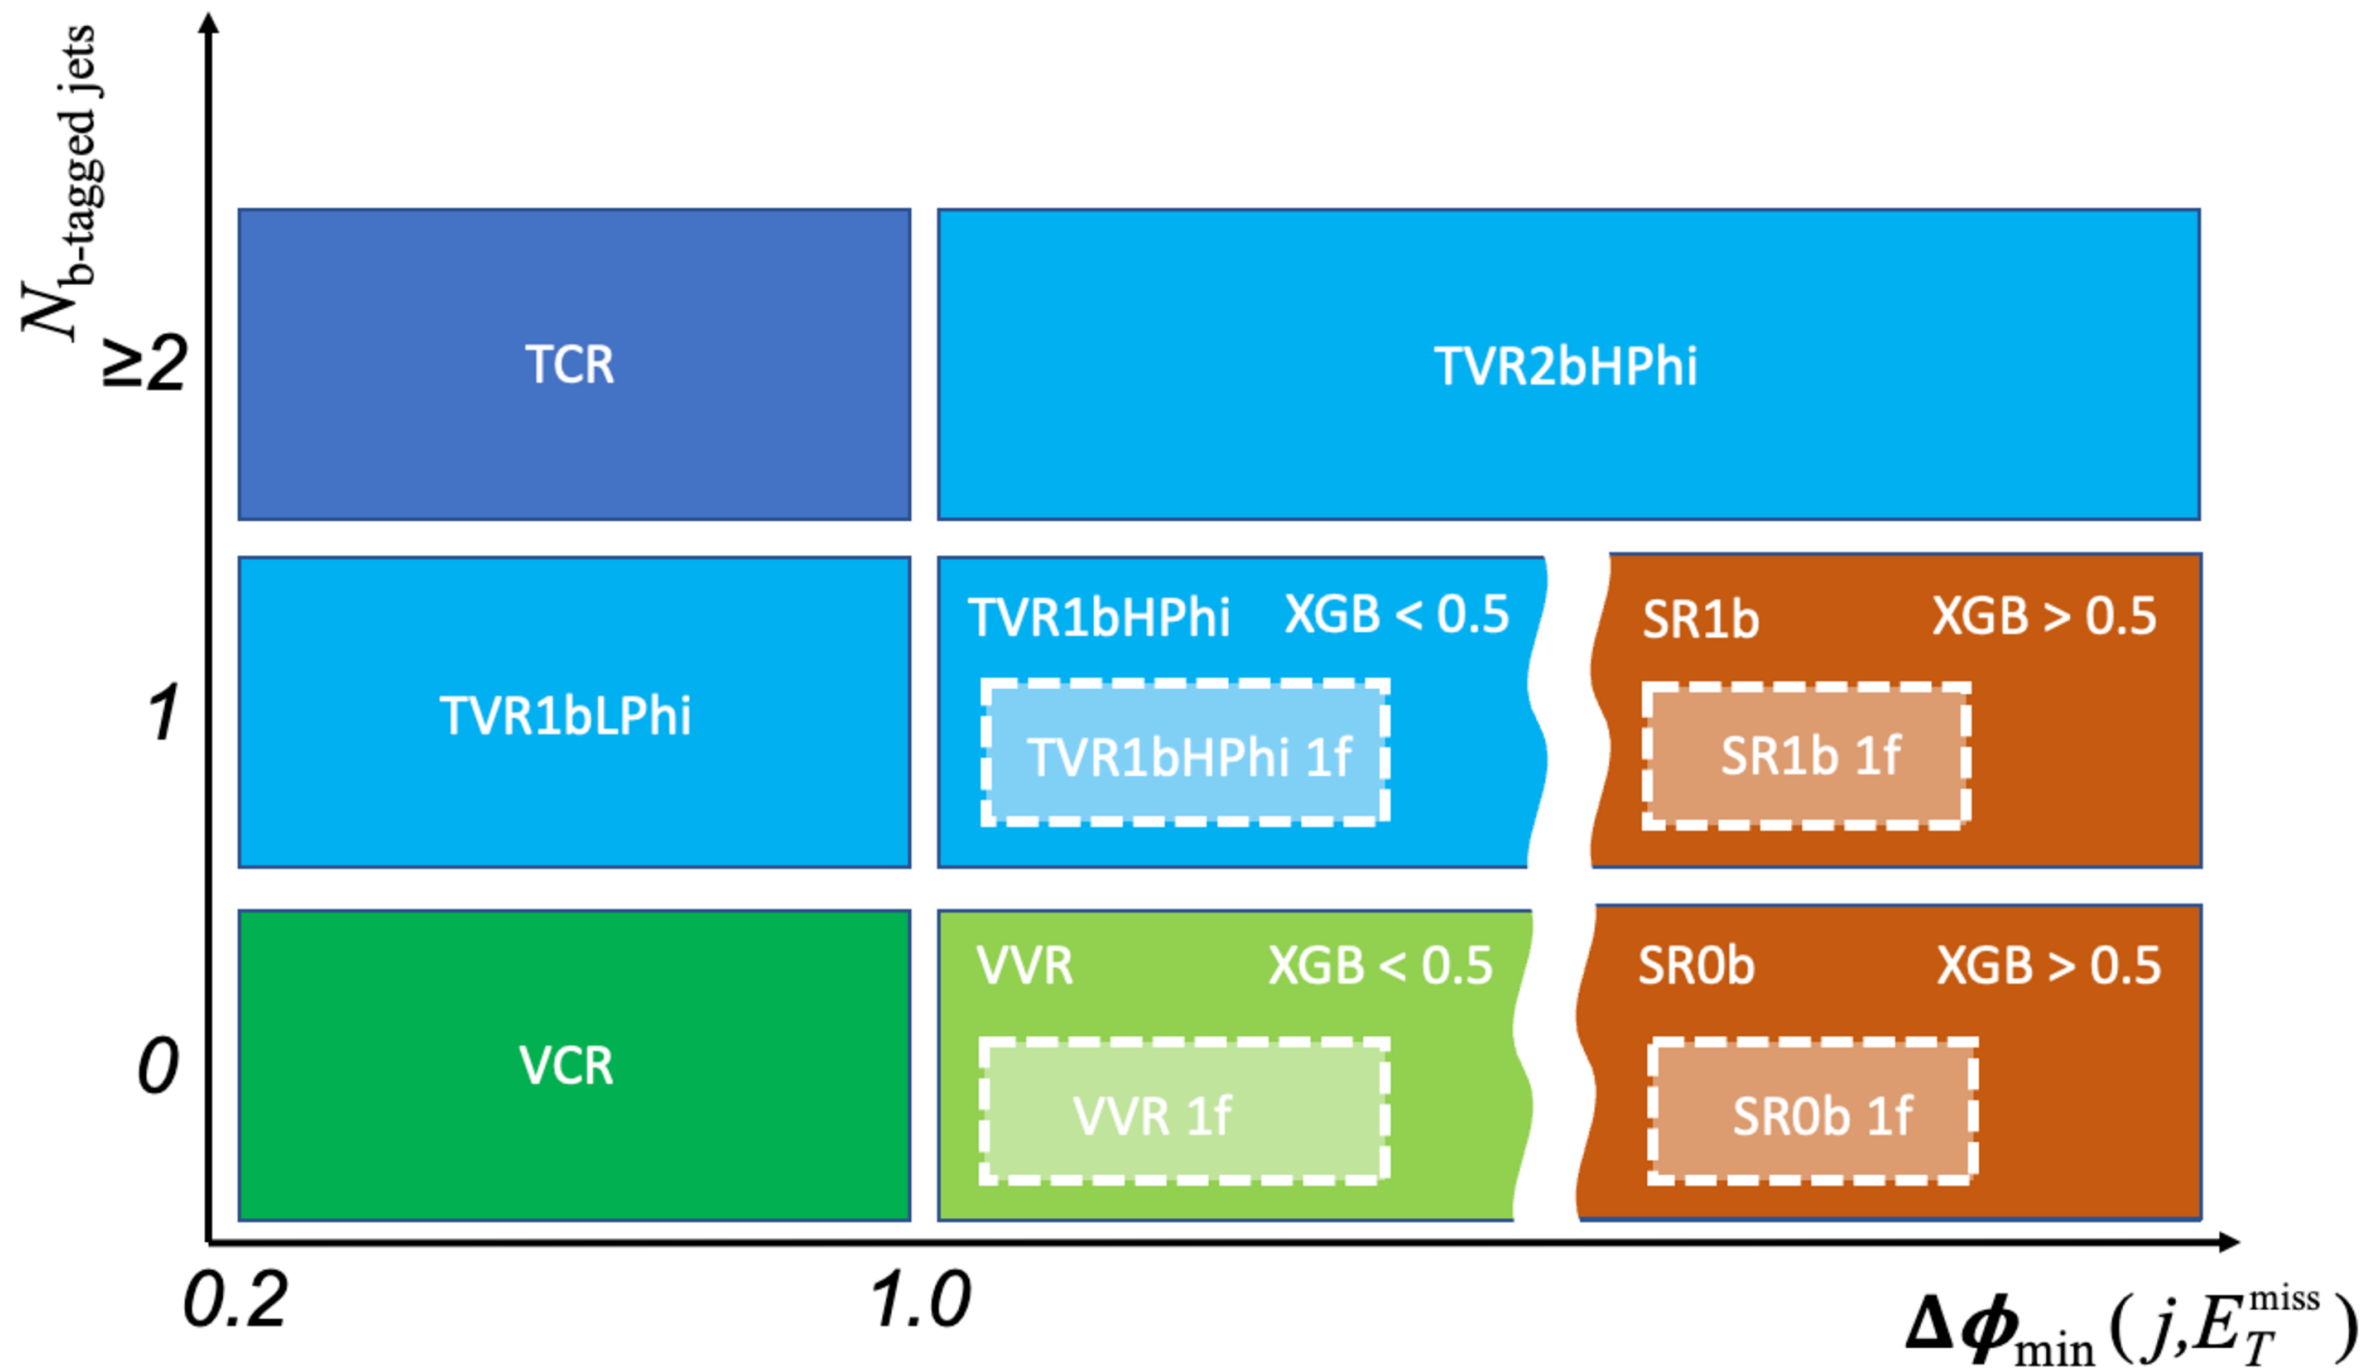 N b-tagged jets
≥2
TCR
TVR2bHPhi
1
TVR1bLPhi
TVR1bHPhi XGB < 0.5
TVR1bHPhi 1f
SR1b XGB > 0.5
SR1b 1f
0
VCR
VVR XGB < 0.5
VVR 1f
SR0b XGB > 0.5
SR0b 1f
0.2
1.0
Δϕmin (j,E_T^miss)